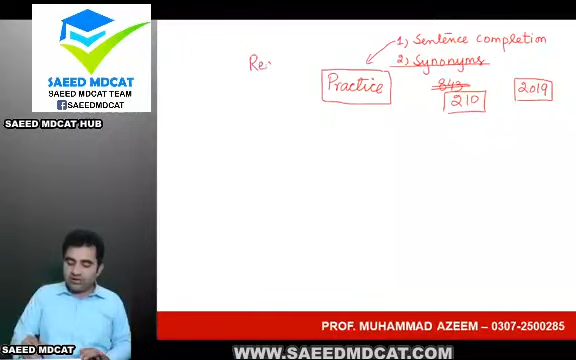 1) Sentence completion
2) Synonyms
Re
Practice
843
210
2019
SAEED MDCAT
SAEED MDCAT TEAM
SAEEDMDCAT
SAEED MDCAT HUB
SAEED MDCAT
PROF. MUHAMMAD AZEEM – 0307-2500285
WWW.SAEEDMDCAT.COM